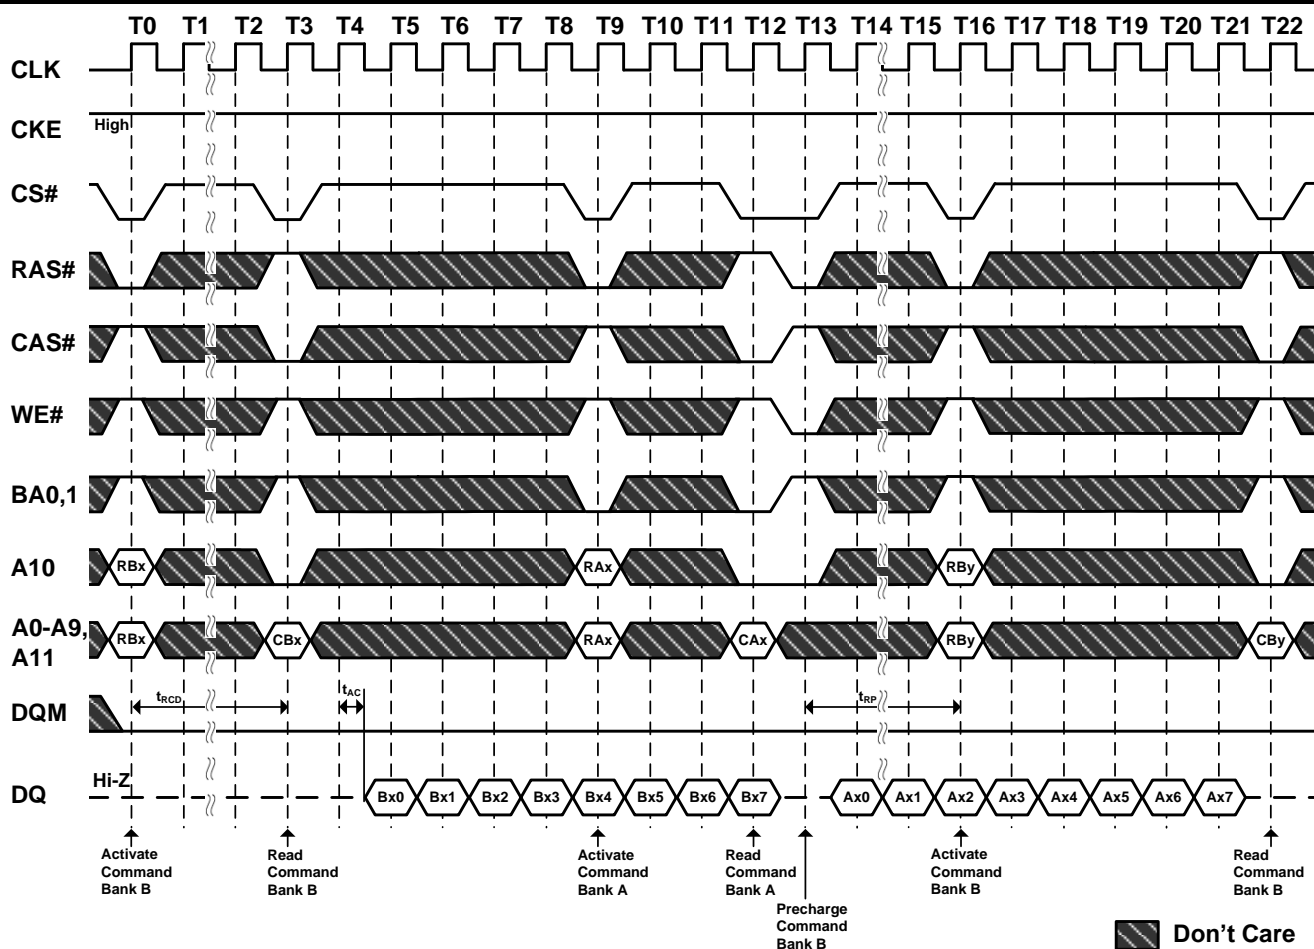 T0 T1 T2 T3 T4 T5 T6 T7 T8 T9 T10 T11 T12 T13 T14 T15 T16 T17 T18 T19 T20 T21 T22
CLK
CKE High
CS#
RAS#
CAS#
WE#
BA0,1
A10 RBx RAx RBy
A0-A9,
A11
RBx CBx RAx CAx RBy CBy
DQM tRCD tAC tRP
DQ Hi-Z Bx0 Bx1 Bx2 Bx3 Bx4 Bx5 Bx6 Bx7 Ax0 Ax1 Ax2 Ax3 Ax4 Ax5 Ax6 Ax7
Activate
Command
Bank B
Read
Command
Bank B
Activate
Command
Bank A
Read
Command
Bank A
Precharge
Command
Bank B
Activate
Command
Bank B
Read
Command
Bank B
Don't Care